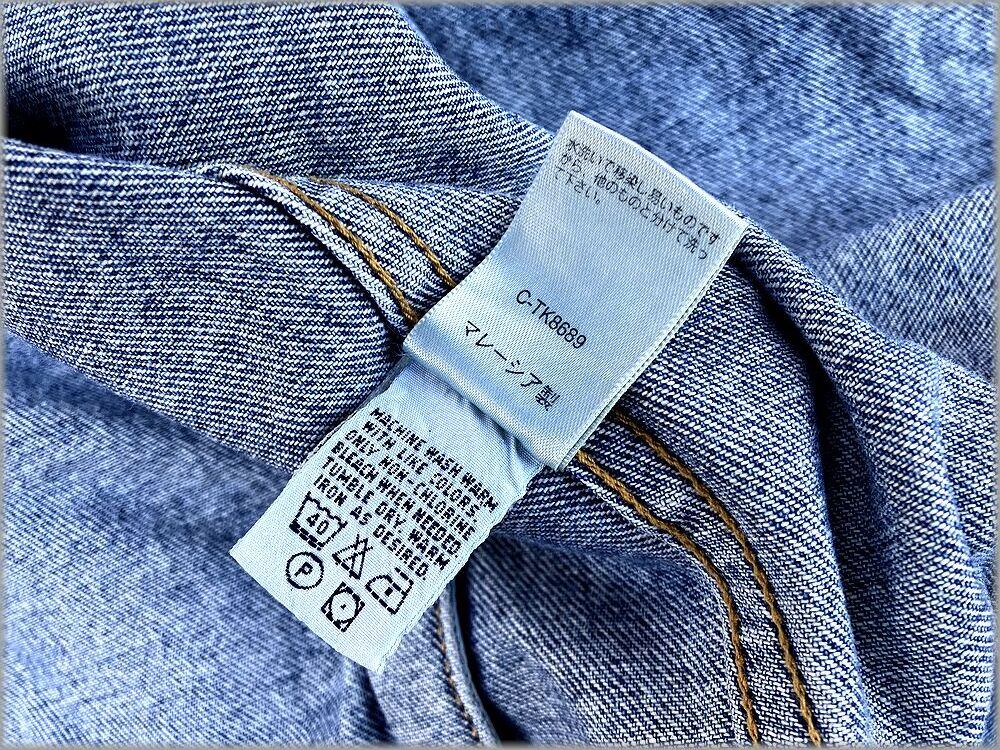 水洗いで移染し易いものです
から、他のものと分けて洗っ
て下さい。
C-TK8689
マレーシア製
MACHINE WASH WARM
WITH LIKE COLORS.
ONLY NON-CHLORINE
BLEACH WHEN NEEDED.
TUMBLE DRY WARM
IRON AS DESIRED.
40
P